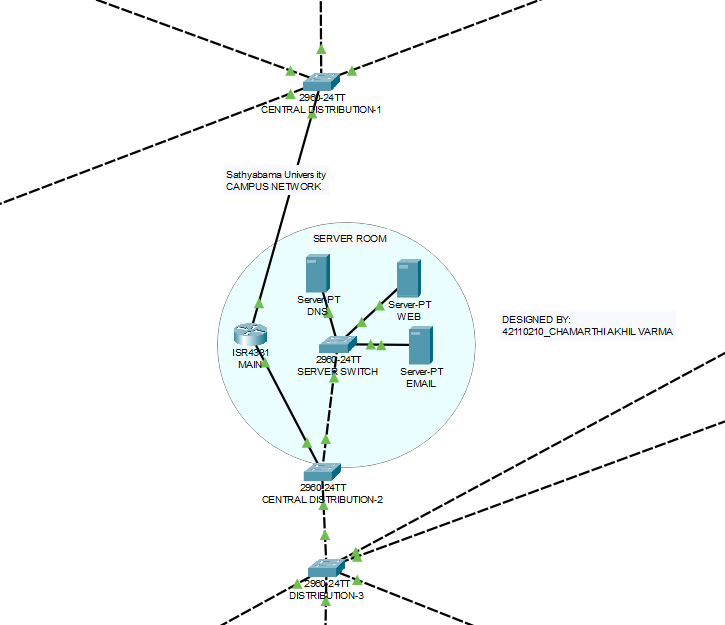 2960-24TT
CENTRAL DISTRIBUTION-1
Sathyabama University
CAMPUS NETWORK
SERVER ROOM
Server-PT
DNS
Server-PT
WEB
DESIGNED BY:
42110210_CHAMARTHI AKHIL VARMA
ISR4331
MAIN
2960-24TT
SERVER SWITCH
Server-PT
EMAIL
2960-24TT
CENTRAL DISTRIBUTION-2
2960-24TT
DISTRIBUTION-3